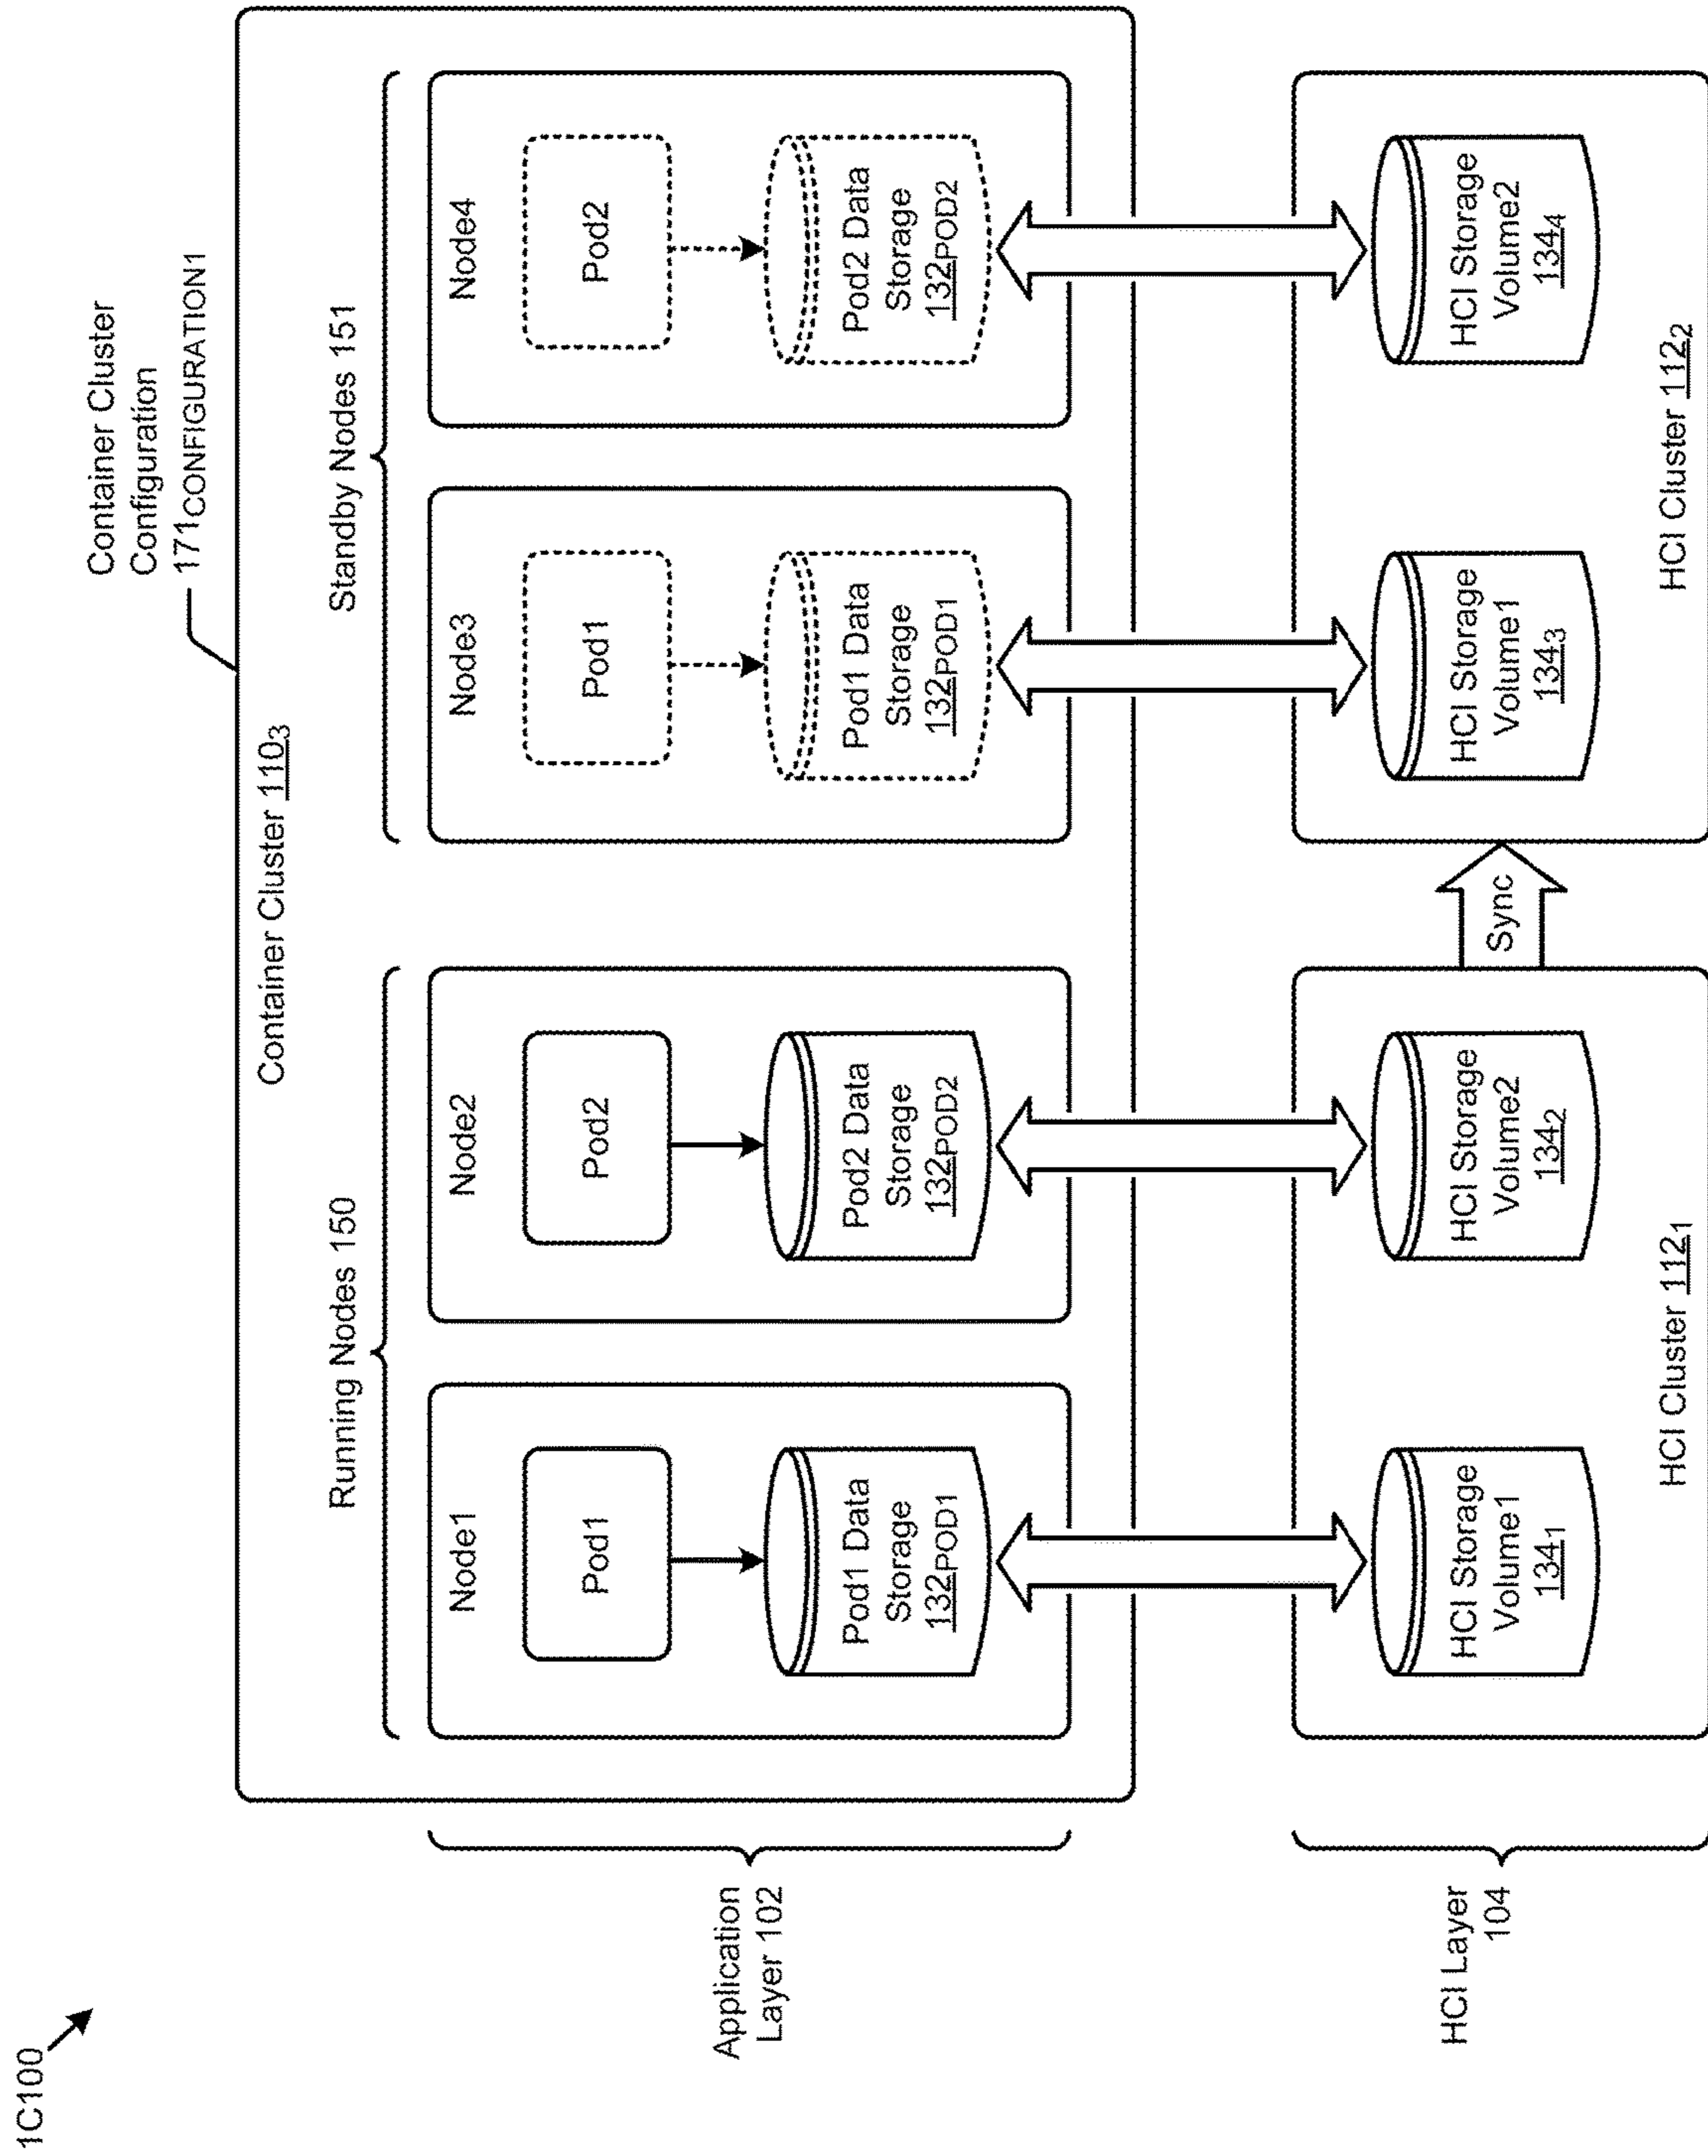 1C100
Container Cluster
Configuration
171CONFIGURATION1
Container Cluster 1103
Running Nodes 150
Standby Nodes 151
Node1
Node2
Node3
Node4
Pod1
Pod2
Pod1
Pod2
Pod1 Data
Storage
132POD1
Pod2 Data
Storage
132POD2
Pod1 Data
Storage
132POD1
Pod2 Data
Storage
132POD2
Application
Layer 102
HCI Storage
Volume1
1341
HCI Storage
Volume2
1342
Sync
HCI Storage
Volume1
1343
HCI Storage
Volume2
1344
HCI Layer
104
HCI Cluster 1121
HCI Cluster 1122